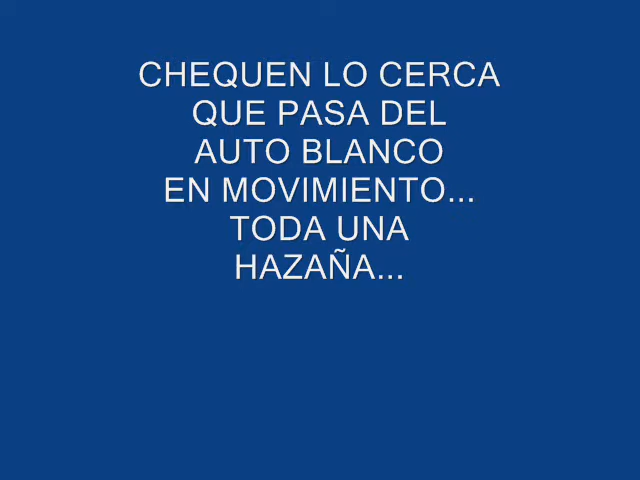 CHEQUEN LO CERCA
QUE PASA DEL
AUTO BLANCO
EN MOVIMIENTO...
TODA UNA
HAZAÑA...